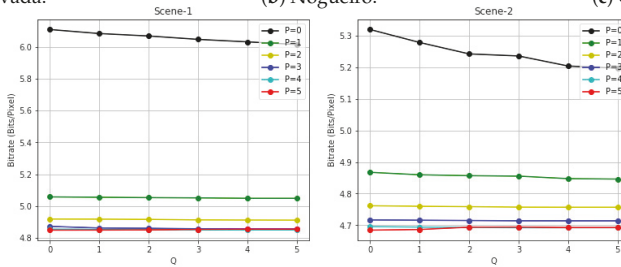 vada.
(b) Nogueiro.
(c)
Scene-1
Bitrate (Bits/Pixel)
6.0
5.8
5.6
5.4
5.2
5.0
4.8
0 1 2 3 4 5
Q
P=0
P=1
P=2
P=3
P=4
P=5
Scene-2
Bitrate (Bits/Pixel)
5.3
5.2
5.1
5.0
4.9
4.8
4.7
0 1 2 3 4 5
Q
P=0
P=1
P=2
P=3
P=4
P=5